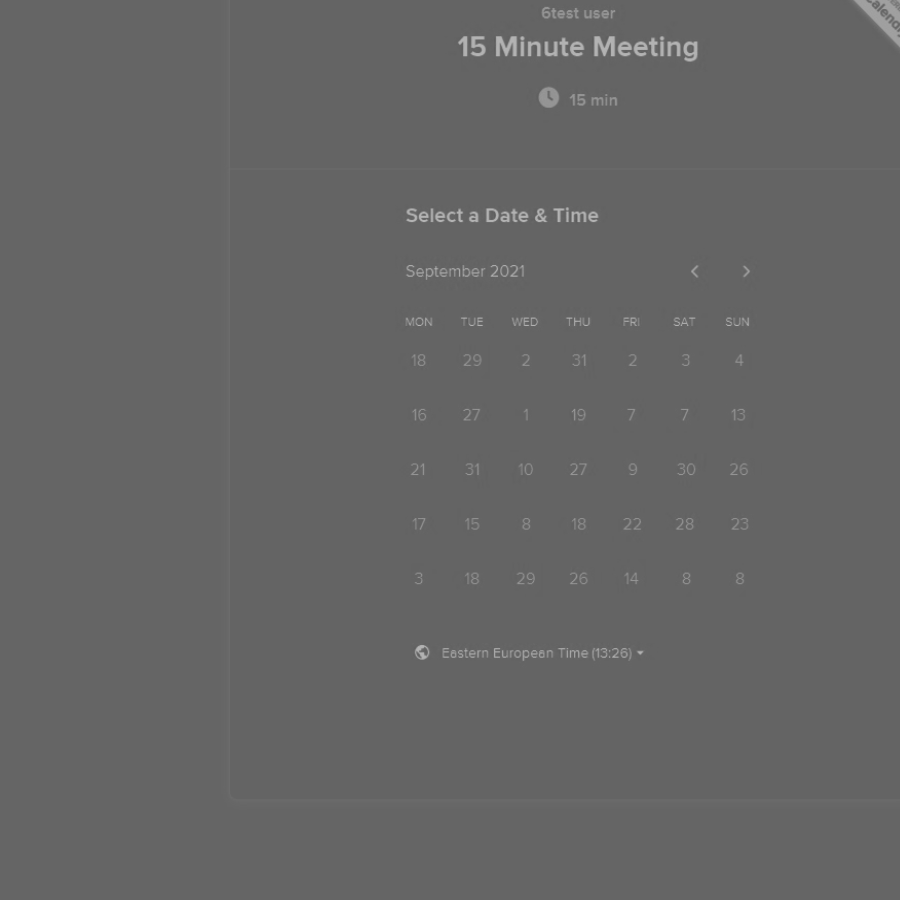 6test user
15 Minute Meeting
15 min
Select a Date & Time
September 2021
MON TUE WED THU FRI SAT SUN
18 29 2 31 2 3 4
16 27 1 19 7 7 13
21 31 10 27 9 30 26
17 15 8 18 22 28 23
3 18 29 26 14 8 8
Eastern European Time (13:26)